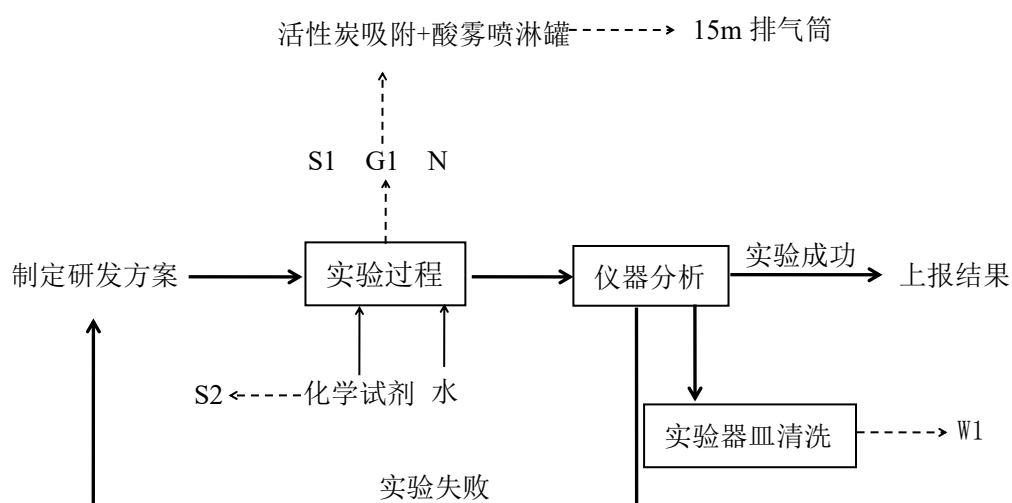 活性炭吸附+酸雾喷淋罐 15m 排气筒
S1 G1 N
制定研发方案 实验过程 仪器分析 实验成功 上报结果
S2 化学试剂 水
实验器皿清洗 W1
实验失败